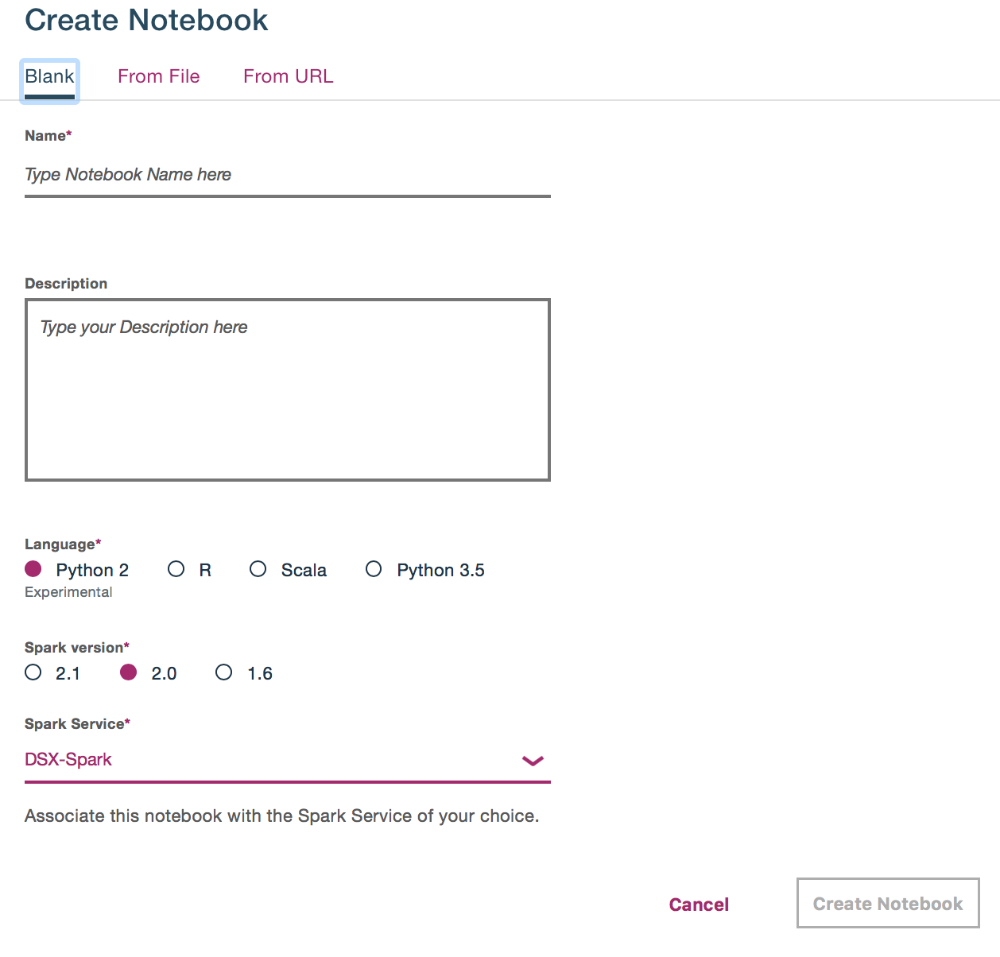 Create Notebook
Blank From File From URL
Name*
Type Notebook Name here
Description
Type your Description here
Language*
Python 2 R Scala Python 3.5
Experimental
Spark version*
2.1 2.0 1.6
Spark Service*
DSX-Spark
Associate this notebook with the Spark Service of your choice.
Cancel Create Notebook